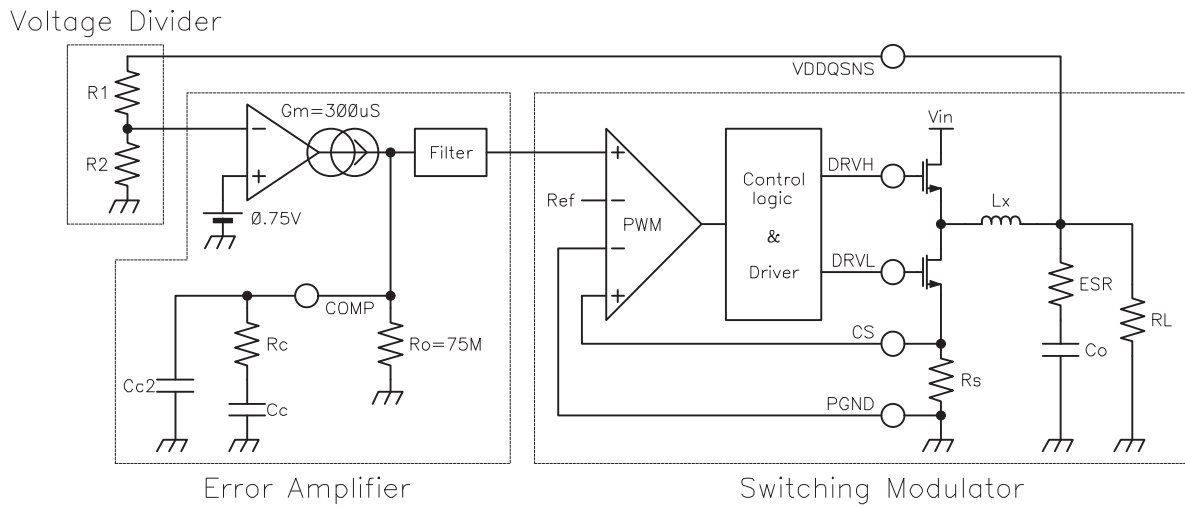 Voltage Divider
R1
R2
VDDQSNS
Gm=300uS
−
+
0.75V
Filter
COMP
Rc
Cc2
Cc
Ro=75M
Error Amplifier
+
Ref −
PWM
−
+
Control
logic
&
Driver
Vin
DRVH
DRVL
CS
PGND
Rs
Lx
ESR
Co
RL
Switching Modulator